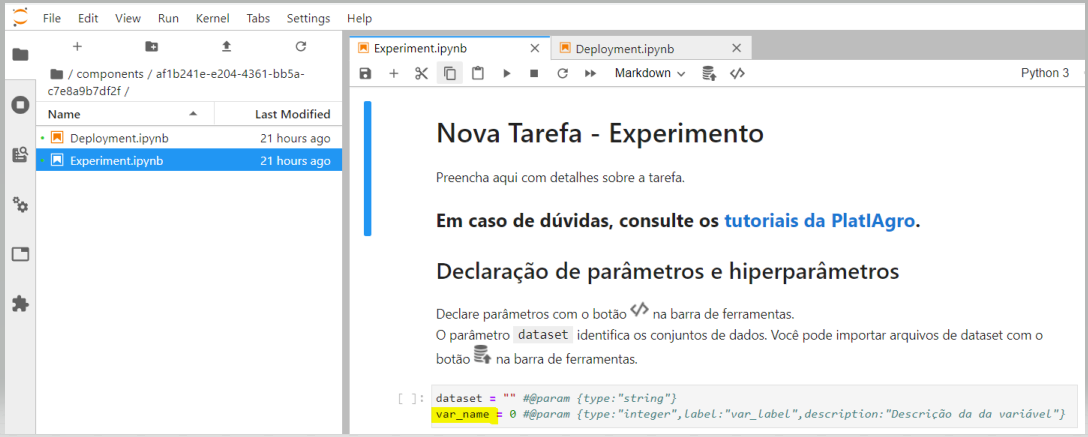 File Edit View Run Kernel Tabs Settings Help
/ components / af1b241e-e204-4361-bb5a-
c7e8a9b7df2f /
Name Last Modified
Deployment.ipynb 21 hours ago
Experiment.ipynb 21 hours ago
Experiment.ipynb Deployment.ipynb
Markdown Python 3
Nova Tarefa - Experimento
Preencha aqui com detalhes sobre a tarefa.
Em caso de dúvidas, consulte os tutoriais da PlatIAgro.
Declaração de parâmetros e hiperparâmetros
Declare parâmetros com o botão </> na barra de ferramentas.
O parâmetro dataset identifica os conjuntos de dados. Você pode importar arquivos de dataset com o
botão na barra de ferramentas.
[ ]: dataset = "" #@param {type:"string"}
var_name = 0 #@param {type:"integer",label:"var_label",description:"Descrição da da variável"}